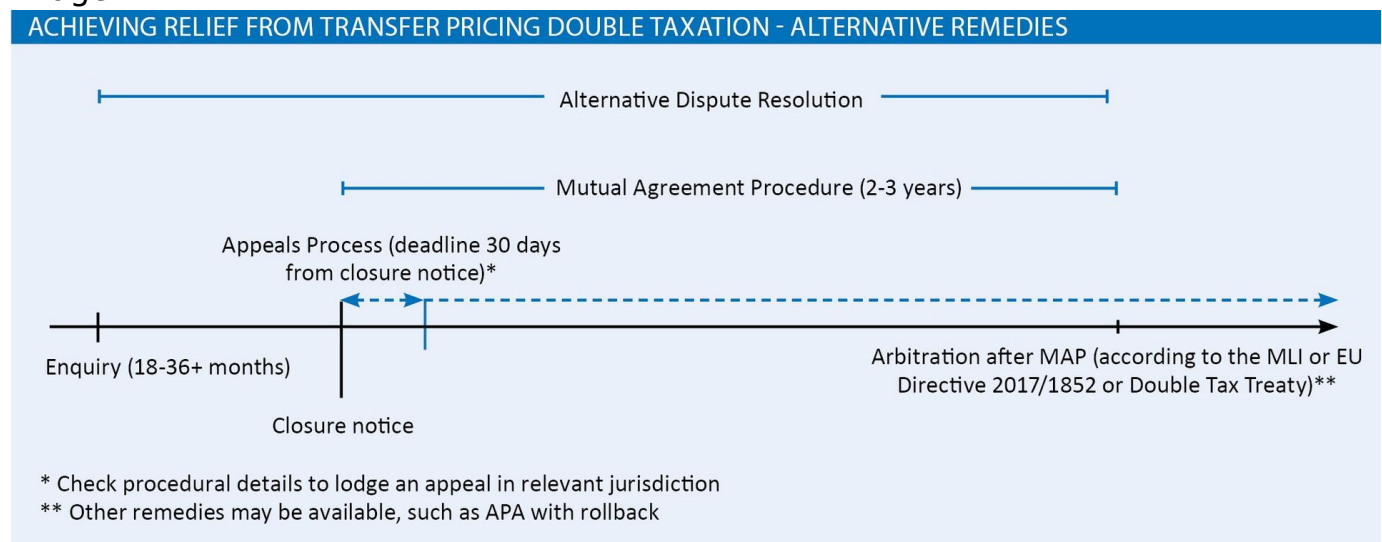 ACHIEVING RELIEF FROM TRANSFER PRICING DOUBLE TAXATION - ALTERNATIVE REMEDIES
Alternative Dispute Resolution
Mutual Agreement Procedure (2-3 years)
Appeals Process (deadline 30 days
from closure notice)*
Enquiry (18-36+ months)
Arbitration after MAP (according to the MLI or EU
Directive 2017/1852 or Double Tax Treaty)**
Closure notice
* Check procedural details to lodge an appeal in relevant jurisdiction
** Other remedies may be available, such as APA with rollback